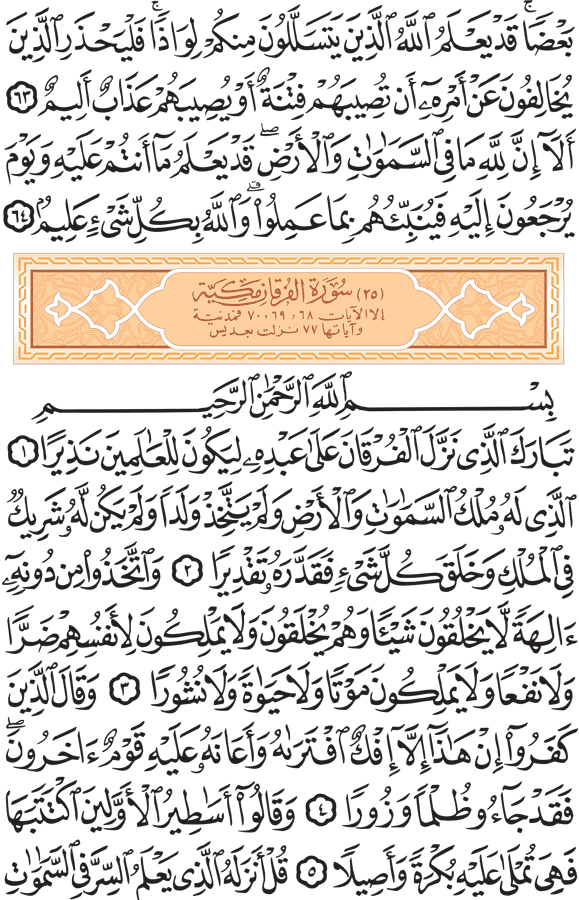 بَعْضًا ۚ قَدْ يَعْلَمُ ٱللَّهُ ٱلَّذِينَ يَتَسَلَّلُونَ مِنكُمْ لِوَاذًا ۚ فَلْيَحْذَرِ ٱلَّذِينَ
يُخَالِفُونَ عَنْ أَمْرِهِۦٓ أَن تُصِيبَهُمْ فِتْنَةٌ أَوْ يُصِيبَهُمْ عَذَابٌ أَلِيمٌ ٦٣
أَلَآ إِنَّ لِلَّهِ مَا فِى ٱلسَّمَـٰوَٰتِ وَٱلْأَرْضِ ۖ قَدْ يَعْلَمُ مَآ أَنتُمْ عَلَيْهِ وَيَوْمَ
يُرْجَعُونَ إِلَيْهِ فَيُنَبِّئُهُم بِمَا عَمِلُوا۟ ۗ وَٱللَّهُ بِكُلِّ شَىْءٍ عَلِيمٌۢ ٦٤
(٢٥) سُورَة الفُرقَان مَكِيَّة
إلا الآيات ٦٨ ، ٦٩ ، ٧٠ فمدنية
وآياتها ٧٧ نزلت بعد يس
بِسْمِ ٱللَّهِ ٱلرَّحْمَـٰنِ ٱلرَّحِيمِ
تَبَارَكَ ٱلَّذِى نَزَّلَ ٱلْفُرْقَانَ عَلَىٰ عَبْدِهِۦ لِيَكُونَ لِلْعَـٰلَمِينَ نَذِيرًا ١
ٱلَّذِى لَهُۥ مُلْكُ ٱلسَّمَـٰوَٰتِ وَٱلْأَرْضِ وَلَمْ يَتَّخِذْ وَلَدًا وَلَمْ يَكُن لَّهُۥ شَرِيكٌ
فِى ٱلْمُلْكِ وَخَلَقَ كُلَّ شَىْءٍ فَقَدَّرَهُۥ تَقْدِيرًا ٢ وَٱتَّخَذُوا۟ مِن دُونِهِۦٓ
ءَالِهَةً لَّا يَخْلُقُونَ شَيْـًٔا وَهُمْ يُخْلَقُونَ وَلَا يَمْلِكُونَ لِأَنفُسِهِمْ ضَرًّا
وَلَا نَفْعًا وَلَا يَمْلِكُونَ مَوْتًا وَلَا حَيَوٰةً وَلَا نُشُورًا ٣ وَقَالَ ٱلَّذِينَ
كَفَرُوٓا۟ إِنْ هَـٰذَآ إِلَّآ إِفْكٌ ٱفْتَرَىٰهُ وَأَعَانَهُۥ عَلَيْهِ قَوْمٌ ءَاخَرُونَ ۖ
فَقَدْ جَآءُو ظُلْمًا وَزُورًا ٤ وَقَالُوٓا۟ أَسَـٰطِيرُ ٱلْأَوَّلِينَ ٱكْتَتَبَهَا
فَهِىَ تُمْلَىٰ عَلَيْهِ بُكْرَةً وَأَصِيلًا ٥ قُلْ أَنزَلَهُ ٱلَّذِى يَعْلَمُ ٱلسِّرَّ فِى ٱلسَّمَـٰوَٰتِ